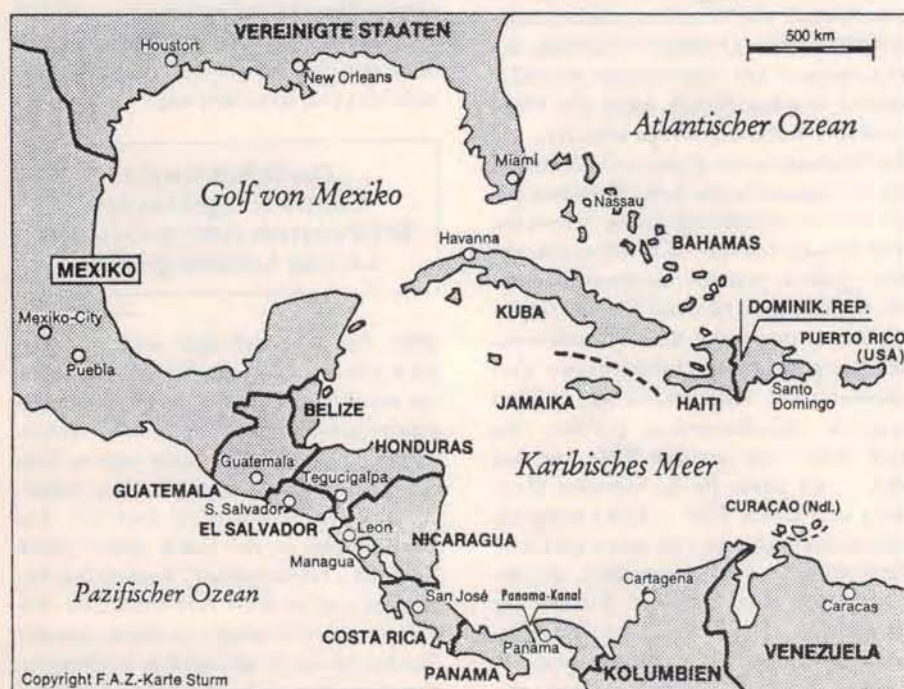 VEREINIGTE STAATEN
500 km
Houston
New Orleans
Atlantischer Ozean
Miami
Golf von Mexiko
Nassau
Havanna
BAHAMAS
MEXIKO
DOMINIK. REP.
Mexiko-City
KUBA
PUERTO RICO
(USA)
Puebla
Santo
Domingo
JAMAIKA
HAITI
BELIZE
HONDURAS
Karibisches Meer
Guatemala
Tegucigalpa
GUATEMALA
S. Salvador
CURAÇAO (Ndl.)
EL SALVADOR
Leon
NICARAGUA
Managua
Cartagena
Pazifischer Ozean
San José
Panama-Kanal
Caracas
COSTA RICA
Panama
VENEZUELA
PANAMA
KOLUMBIEN
Copyright F.A.Z.-Karte Sturm